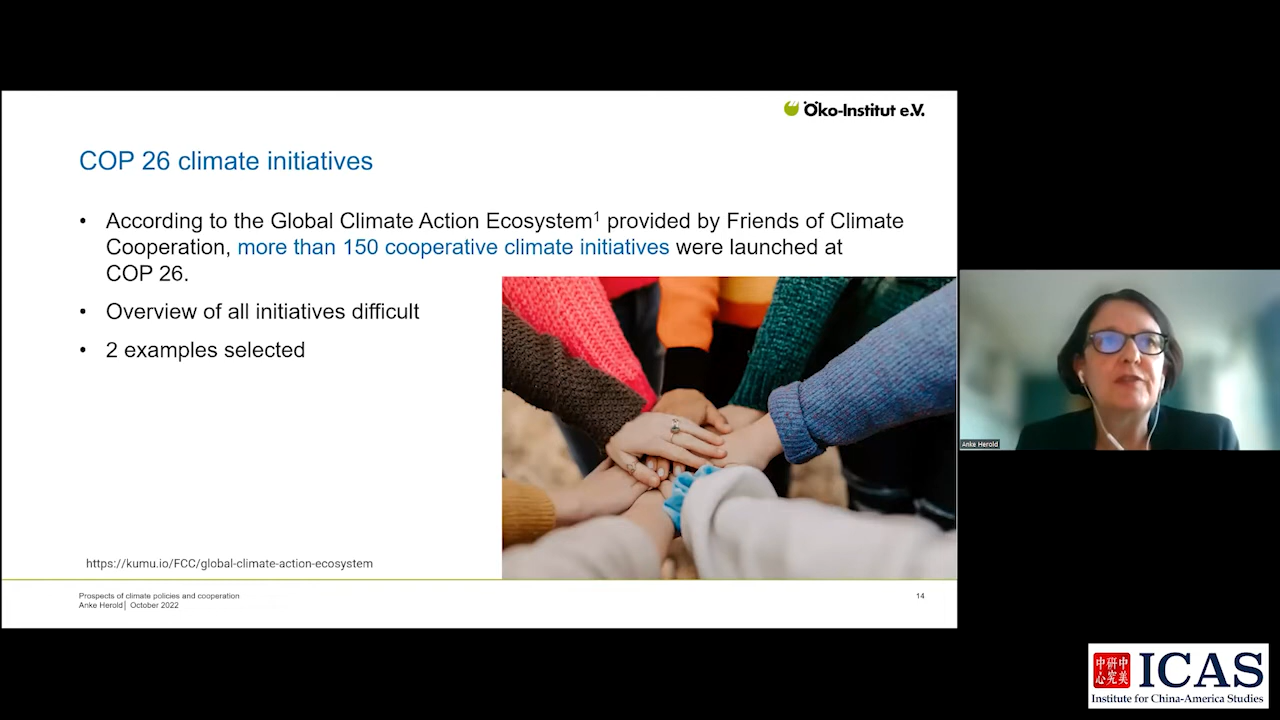 Öko-Institut e.V.
COP 26 climate initiatives
• According to the Global Climate Action Ecosystem¹ provided by Friends of Climate
Cooperation, more than 150 cooperative climate initiatives were launched at
COP 26.
• Overview of all initiatives difficult
• 2 examples selected
https://kumu.io/FCC/global-climate-action-ecosystem
Prospects of climate policies and cooperation
Anke Herold│ October 2022
14
Anke Herold
中研中
心究美
ICAS
Institute for China-America Studies